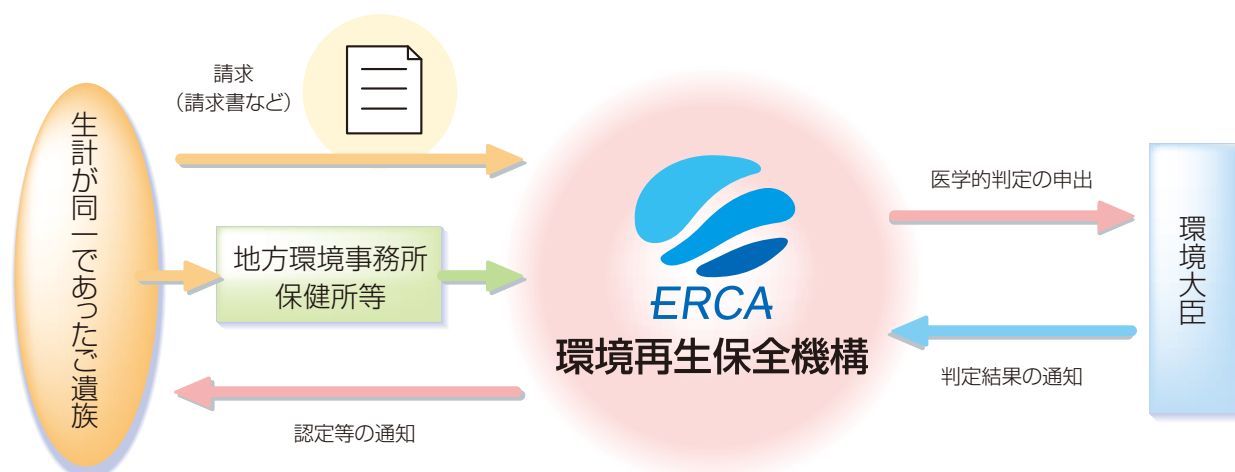 生計が同一であったご遺族
請求
（請求書など）
地方環境事務所
保健所等
認定等の通知
ERCA
環境再生保全機構
医学的判定の申出
判定結果の通知
環境大臣